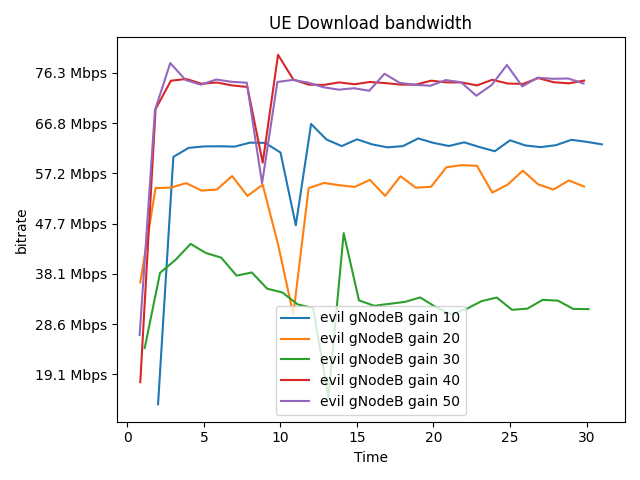 UE Download bandwidth
bitrate
76.3 Mbps
66.8 Mbps
57.2 Mbps
47.7 Mbps
38.1 Mbps
28.6 Mbps
19.1 Mbps
evil gNodeB gain 10
evil gNodeB gain 20
evil gNodeB gain 30
evil gNodeB gain 40
evil gNodeB gain 50
0 5 10 15 20 25 30
Time